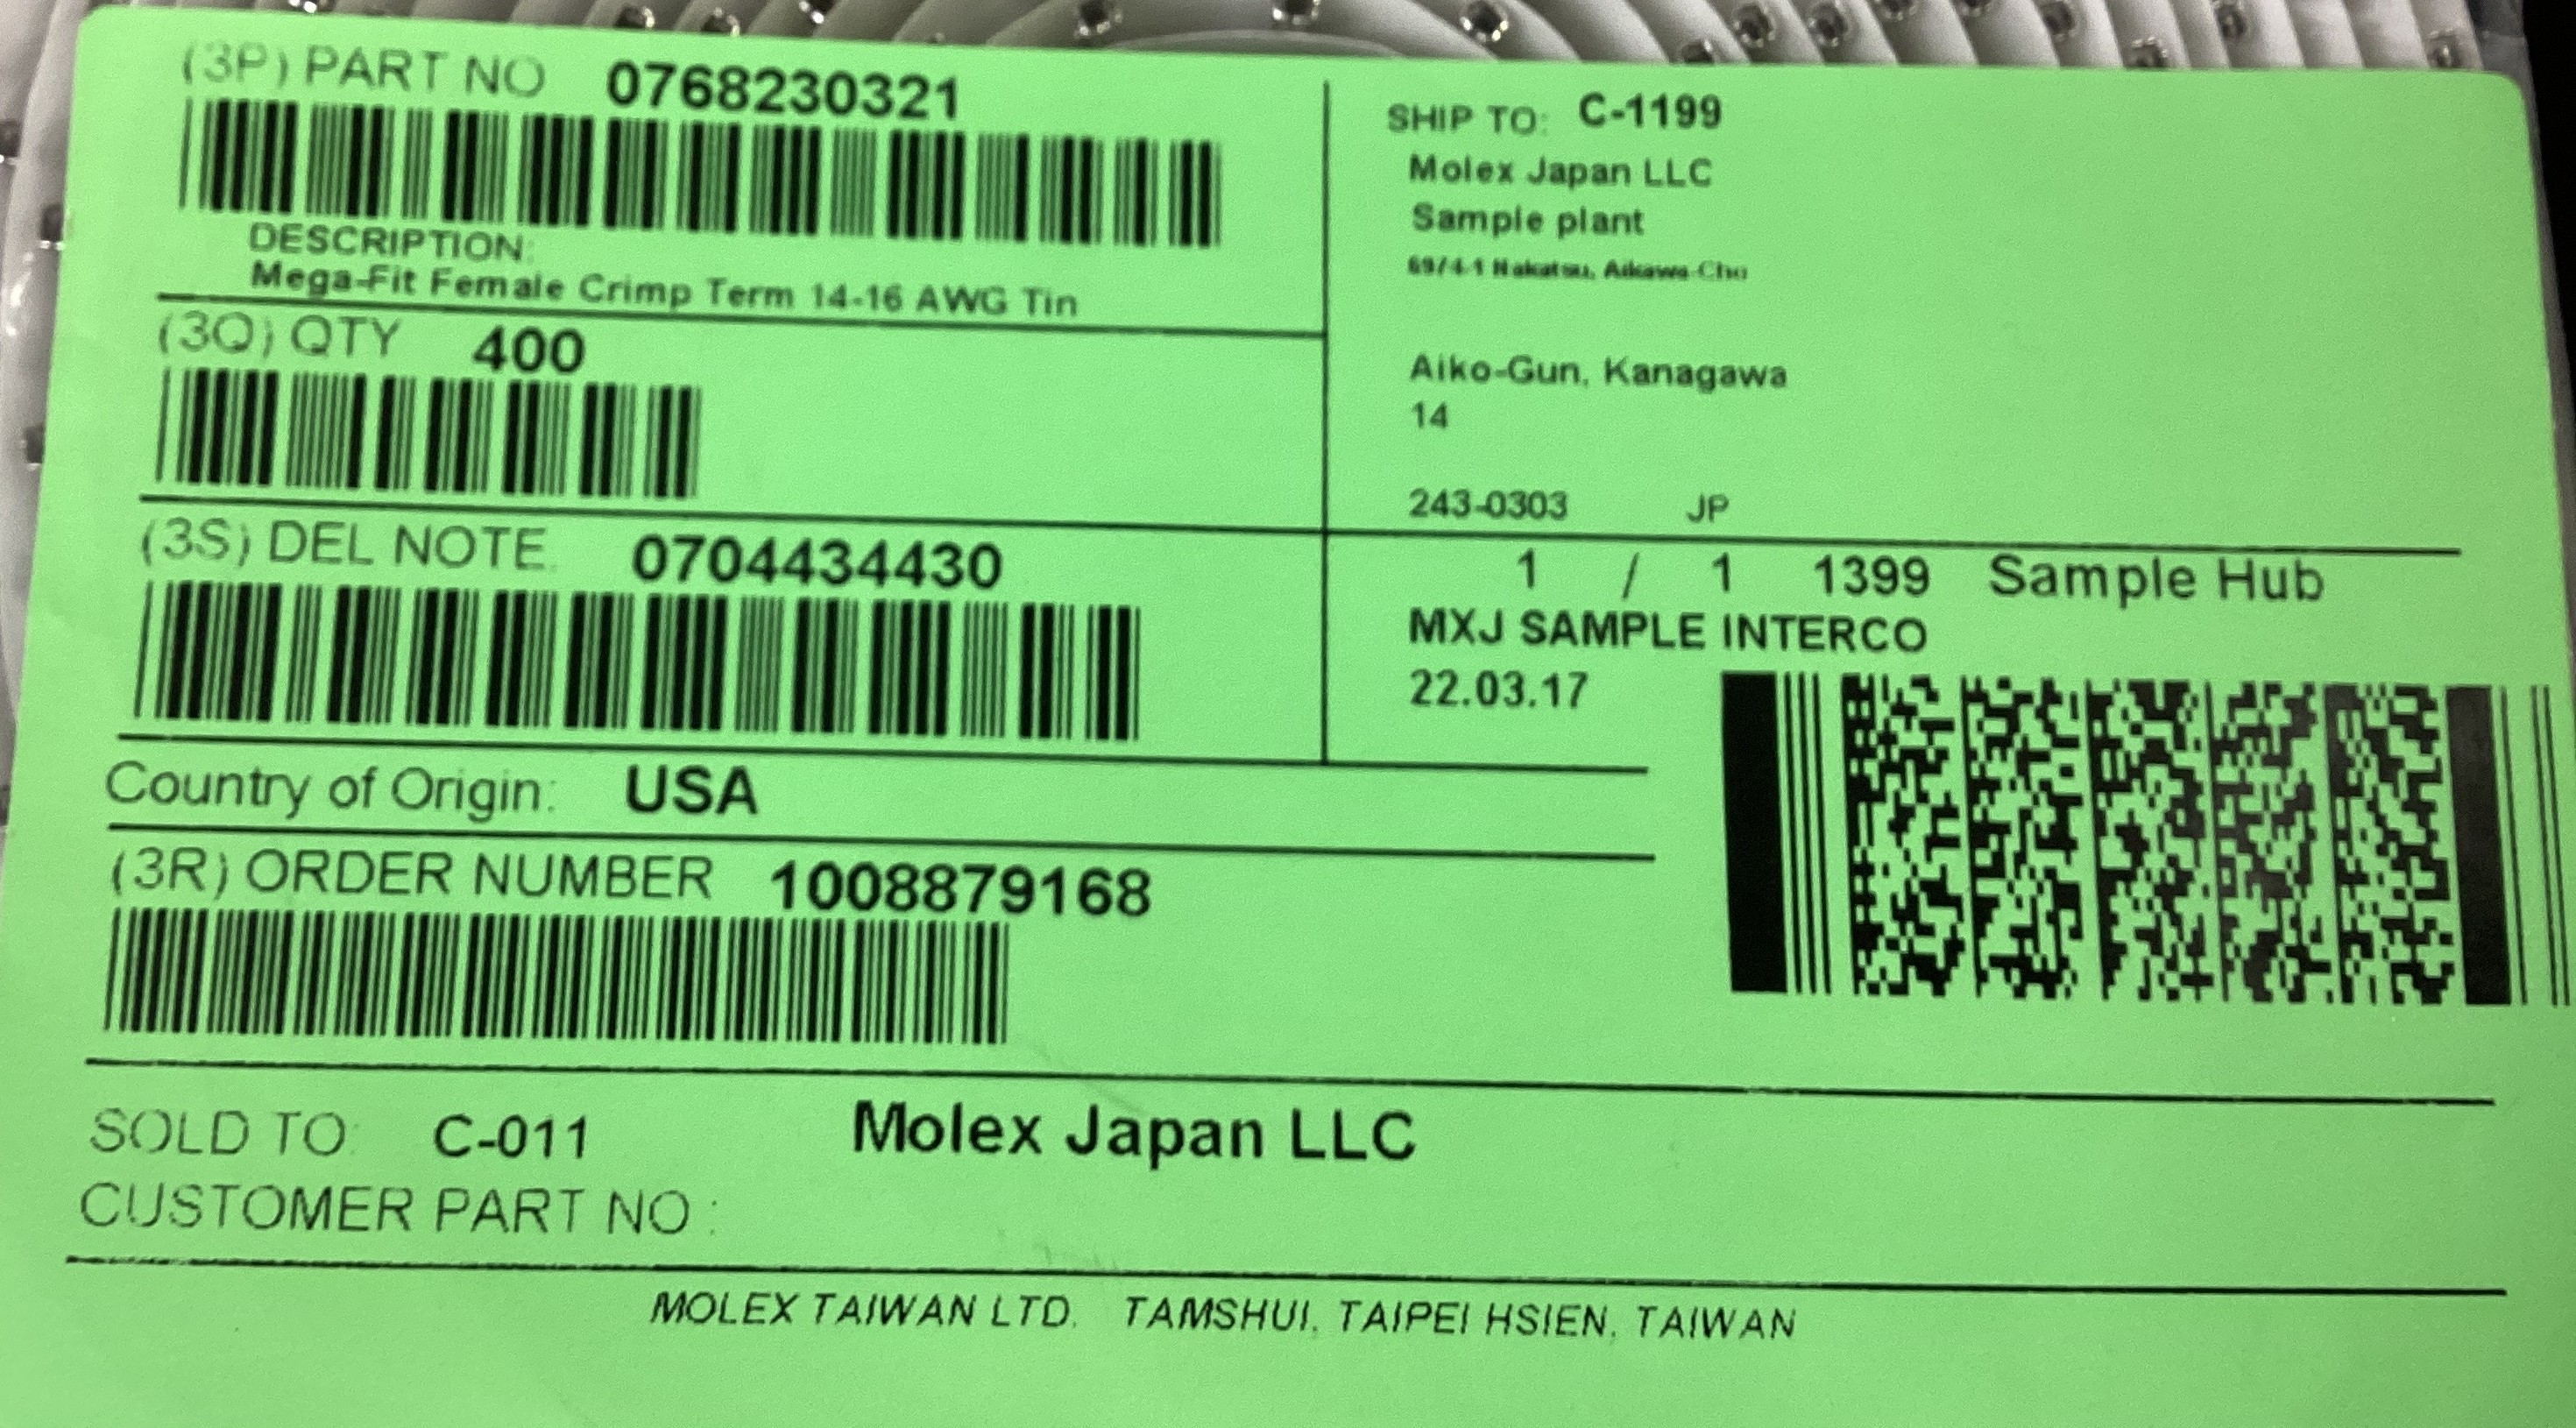 (3P) PART NO 0768230321
DESCRIPTION:
Mega-Fit Female Crimp Term 14-16 AWG Tin
(3Q) QTY 400
(3S) DEL NOTE. 0704434430
Country of Origin: USA
(3R) ORDER NUMBER 1008879168
SHIP TO: C-1199
Molex Japan LLC
Sample plant
Nakatsu, Aikawa-Cho
Aiko-Gun, Kanagawa
14
243-0303 JP
1 / 1 1399 Sample Hub
MXJ SAMPLE INTERCO
22.03.17
SOLD TO: C-011 Molex Japan LLC
CUSTOMER PART NO :
MOLEX TAIWAN LTD. TAMSHUI, TAIPEI HSIEN, TAIWAN